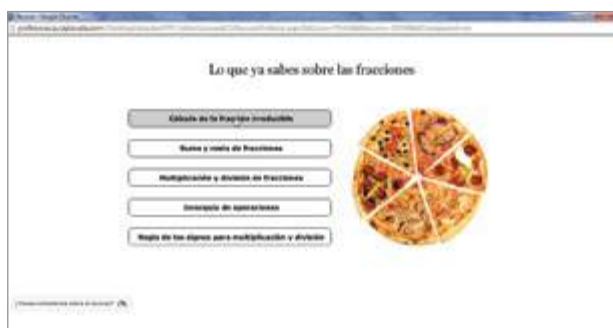 Lo que ya sabes sobre las fracciones
Cálculo de la fracción irreducible
Suma y resta de fracciones
Multiplicación y división de fracciones
Jerarquía de operaciones
Regla de los signos para multiplicación y división